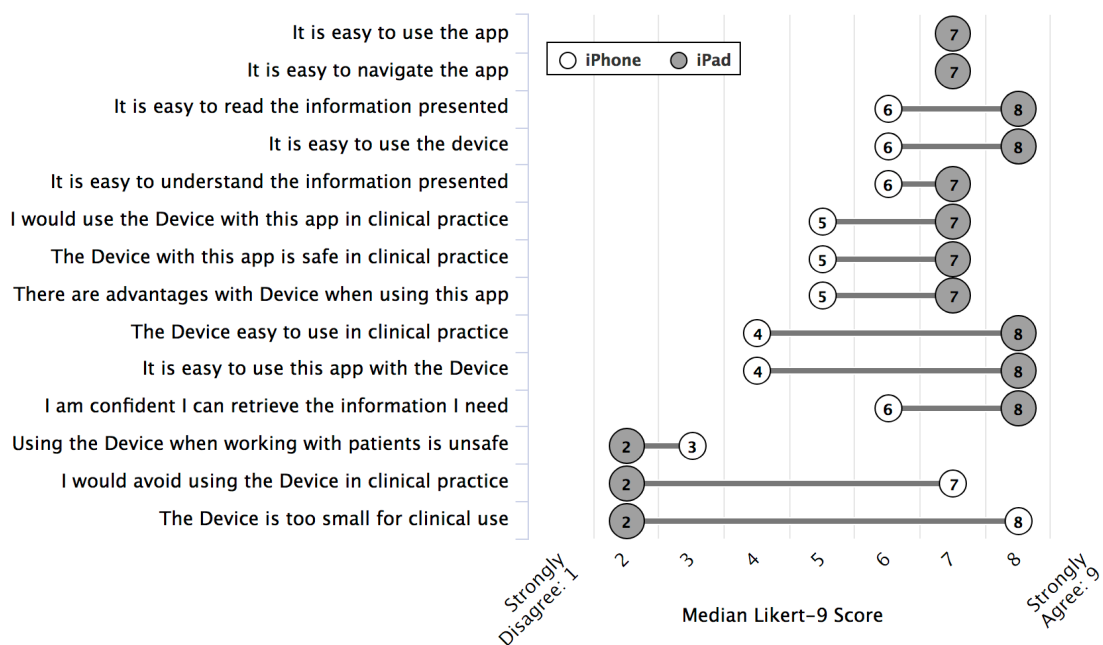 It is easy to use the app 7
iPhone iPad
It is easy to navigate the app 7
It is easy to read the information presented 6 8
It is easy to use the device 6 8
It is easy to understand the information presented 6 7
I would use the Device with this app in clinical practice 5 7
The Device with this app is safe in clinical practice 5 7
There are advantages with Device when using this app 5 7
The Device easy to use in clinical practice 4 8
It is easy to use this app with the Device 4 8
I am confident I can retrieve the information I need 6 8
Using the Device when working with patients is unsafe 2 3
I would avoid using the Device in clinical practice 2 7
The Device is too small for clinical use 2 8
Strongly
Disagree: 1
2 3 4 5 6 7 8
Strongly
Agree: 9
Median Likert-9 Score